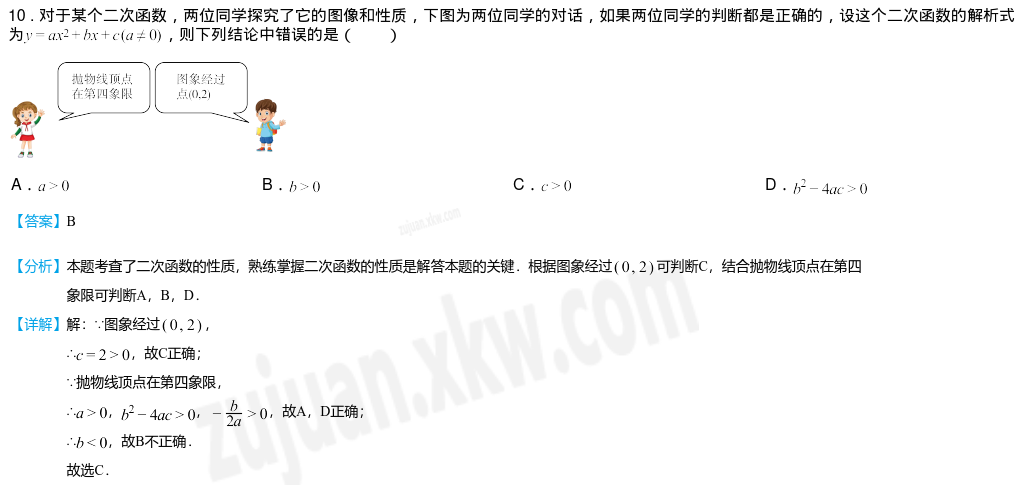 10．对于某个二次函数，两位同学探究了它的图像和性质，下图为两位同学的对话，如果两位同学的判断都是正确的，设这个二次函数的解析式
为y = ax² + bx + c(a ≠ 0)，则下列结论中错误的是（　　）
抛物线顶点
在第四象限
图象经过
点(0,2)
A．a > 0 B．b > 0 C．c > 0 D．b² − 4ac > 0
【答案】B
【分析】本题考查了二次函数的性质，熟练掌握二次函数的性质是解答本题的关键．根据图象经过(0, 2)可判断C，结合抛物线顶点在第四
象限可判断A，B，D．
【详解】解：∵图象经过(0, 2)，
∴c = 2 > 0，故C正确；
∵抛物线顶点在第四象限，
∴a > 0，b² − 4ac > 0，−b/2a > 0，故A，D正确；
∴b < 0，故B不正确．
故选C．
zujuan.xkw.com
zujuan.xkw.com